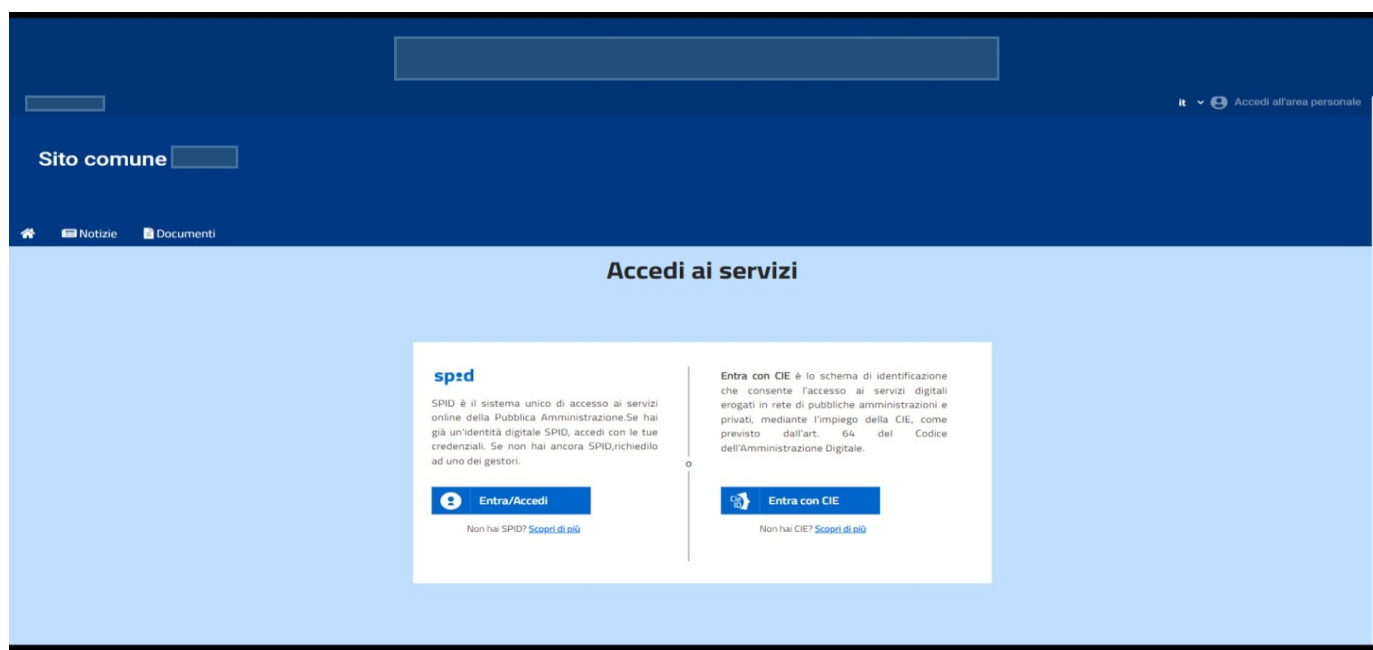 it
Accedi all'area personale
Sito comune
Notizie
Documenti
Accedi ai servizi
spid
SPID è il sistema unico di accesso ai servizi
online della Pubblica Amministrazione.Se hai
già un'identità digitale SPID, accedi con le tue
credenziali. Se non hai ancora SPID,richiedilo
ad uno dei gestori.
Entra/Accedi
Non hai SPID? Scopri di più
o
Entra con CIE è lo schema di identificazione
che consente l'accesso ai servizi digitali
erogati in rete di pubbliche amministrazioni e
privati, mediante l'impiego della CIE, come
previsto dall'art. 64 del Codice
dell'Amministrazione Digitale.
Entra con CIE
Non hai CIE? Scopri di più